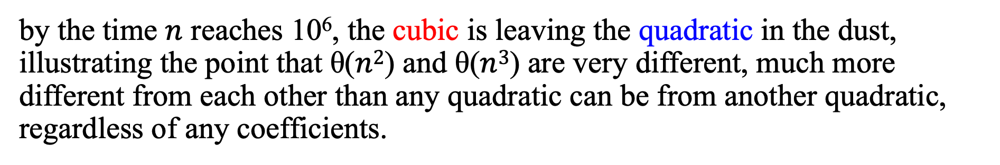 by the time n reaches 10⁶, the cubic is leaving the quadratic in the dust,
illustrating the point that θ(n²) and θ(n³) are very different, much more
different from each other than any quadratic can be from another quadratic,
regardless of any coefficients.